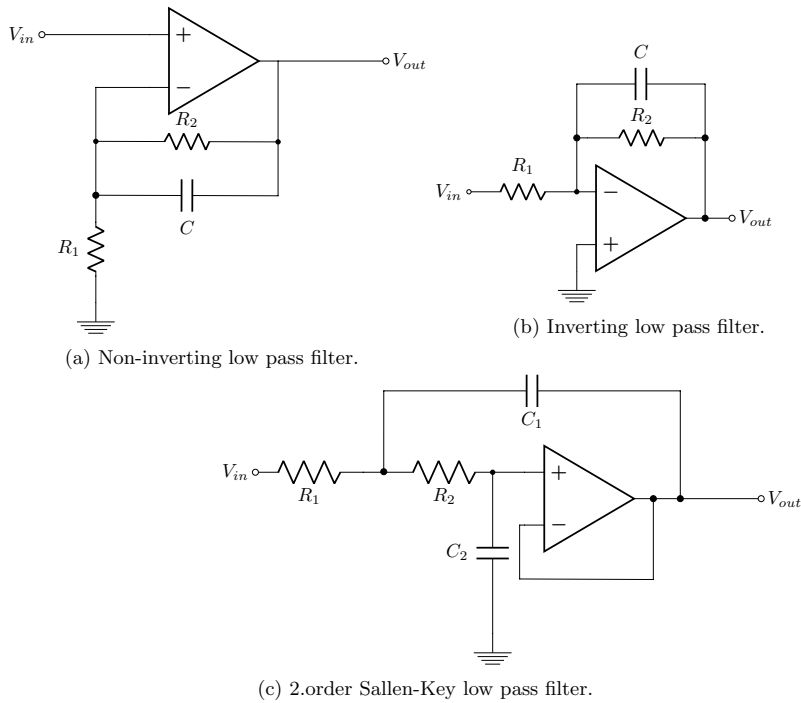 V_in
+
−
V_out
R_2
C
R_1
(a) Non-inverting low pass filter.
C
R_2
R_1
V_in
−
+
V_out
(b) Inverting low pass filter.
C_1
V_in
R_1
R_2
+
−
V_out
C_2
(c) 2.order Sallen-Key low pass filter.